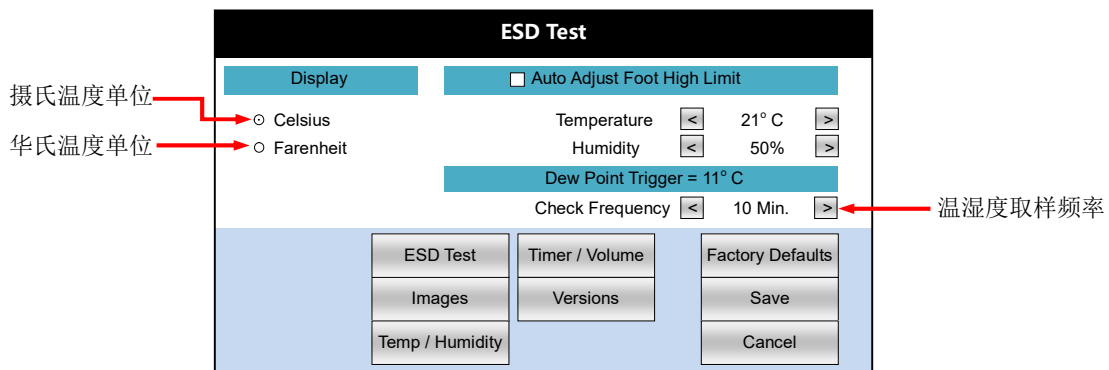 ESD Test
Display
Auto Adjust Foot High Limit
摄氏温度单位
Celsius
Temperature < 21° C >
华氏温度单位
Farenheit
Humidity < 50% >
Dew Point Trigger = 11° C
Check Frequency < 10 Min. >
温湿度取样频率
ESD Test
Timer / Volume
Factory Defaults
Images
Versions
Save
Temp / Humidity
Cancel